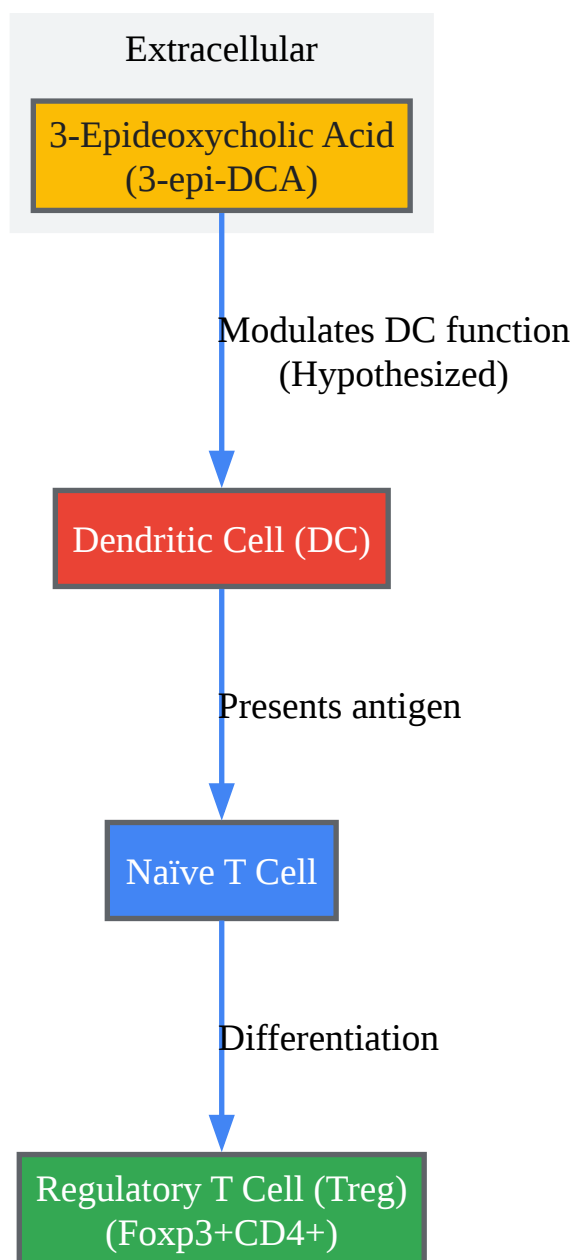 Extracellular
3-Epideoxycholic Acid
(3-epi-DCA)
Modulates DC function
(Hypothesized)
Dendritic Cell (DC)
Presents antigen
Naïve T Cell
Differentiation
Regulatory T Cell (Treg)
(Foxp3+CD4+)